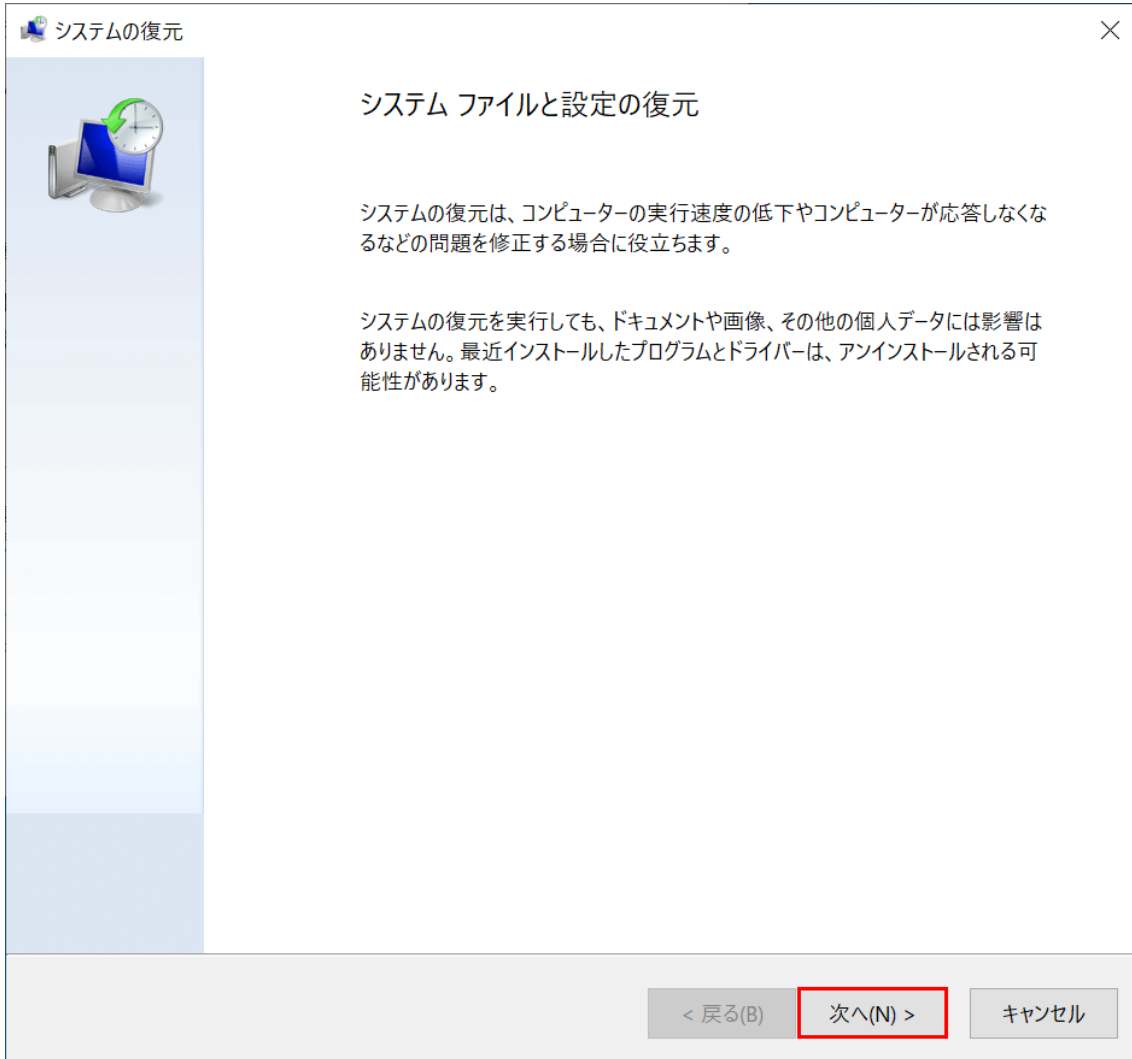 システムの復元
システム ファイルと設定の復元
システムの復元は、コンピューターの実行速度の低下やコンピューターが応答しなくな
るなどの問題を修正する場合に役立ちます。
システムの復元を実行しても、ドキュメントや画像、その他の個人データには影響は
ありません。最近インストールしたプログラムとドライバーは、アンインストールされる可
能性があります。
< 戻る(B)
次へ(N) >
キャンセル